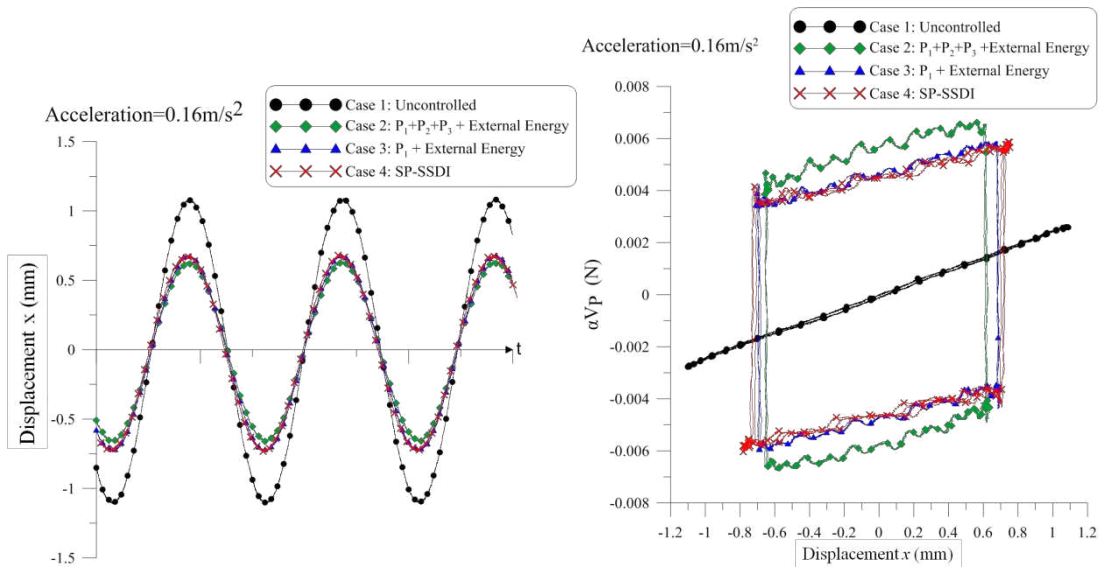 Acceleration=0.16m/s²
Case 1: Uncontrolled
Case 2: P₁+P₂+P₃ + External Energy
Case 3: P₁ + External Energy
Case 4: SP-SSDI
1.5
1
0.5
0
-0.5
-1
-1.5
t
Displacement x (mm)
Acceleration=0.16m/s²
Case 1: Uncontrolled
Case 2: P₁+P₂+P₃ +External Energy
Case 3: P₁ + External Energy
Case 4: SP-SSDI
0.008
0.006
0.004
0.002
0
-0.002
-0.004
-0.006
-0.008
αVP (N)
-1.2 -1 -0.8 -0.6 -0.4 -0.2 0 0.2 0.4 0.6 0.8 1 1.2
Displacement x (mm)